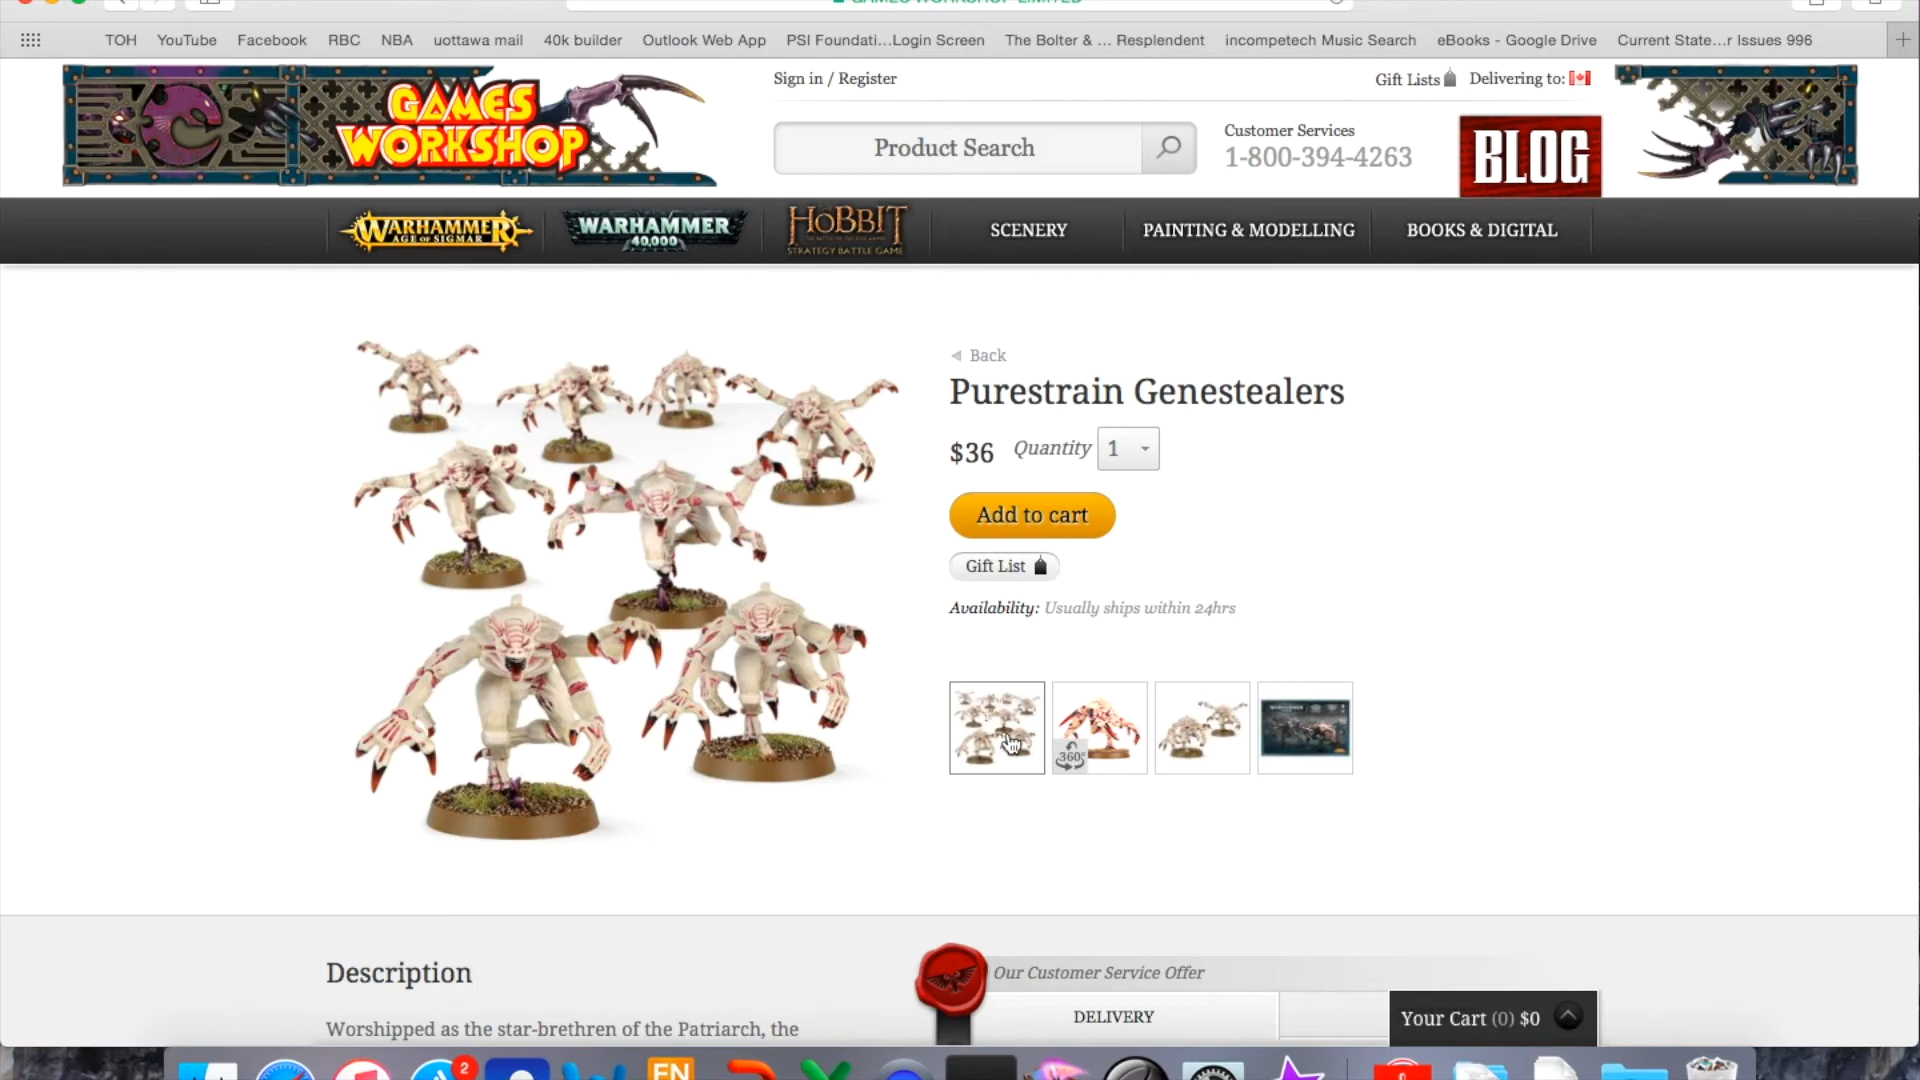 TOH YouTube Facebook RBC NBA uottawa mail 40k builder Outlook Web App PSI Foundati...Login Screen The Bolter & ... Resplendent incompetech Music Search eBooks - Google Drive Current State...r Issues 996
GAMES WORKSHOP
Sign in / Register
Gift Lists Delivering to:
Product Search
Customer Services
1-800-394-4263
BLOG
WARHAMMER AGE OF SIGMAR
WARHAMMER 40,000
THE HOBBIT STRATEGY BATTLE GAME
SCENERY
PAINTING & MODELLING
BOOKS & DIGITAL
Back
Purestrain Genestealers
$36 Quantity 1
Add to cart
Gift List
Availability: Usually ships within 24hrs
360°
Description
Our Customer Service Offer
DELIVERY
Worshipped as the star-brethren of the Patriarch, the
Your Cart (0) $0
2
EN